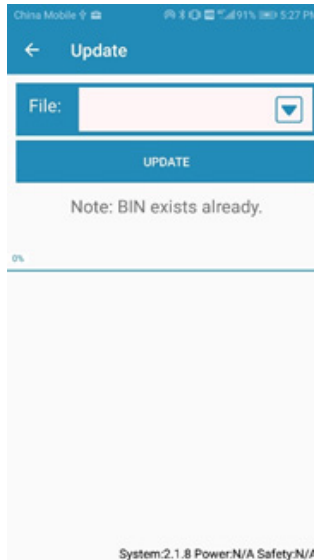 China Mobile 91% 5:27 PM
← Update
File:
UPDATE
Note: BIN exists already.
0%
System:2.1.8 Power:N/A Safety:N/A